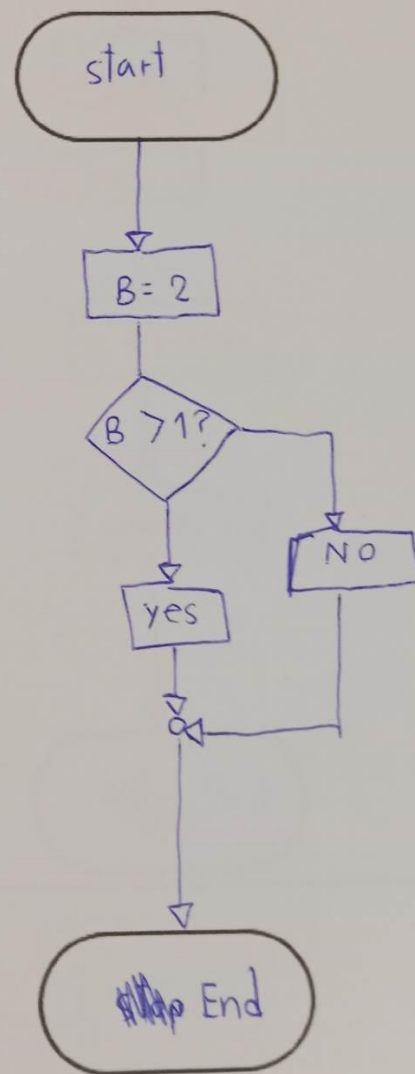 start
B = 2
B > 1?
NO
yes
End